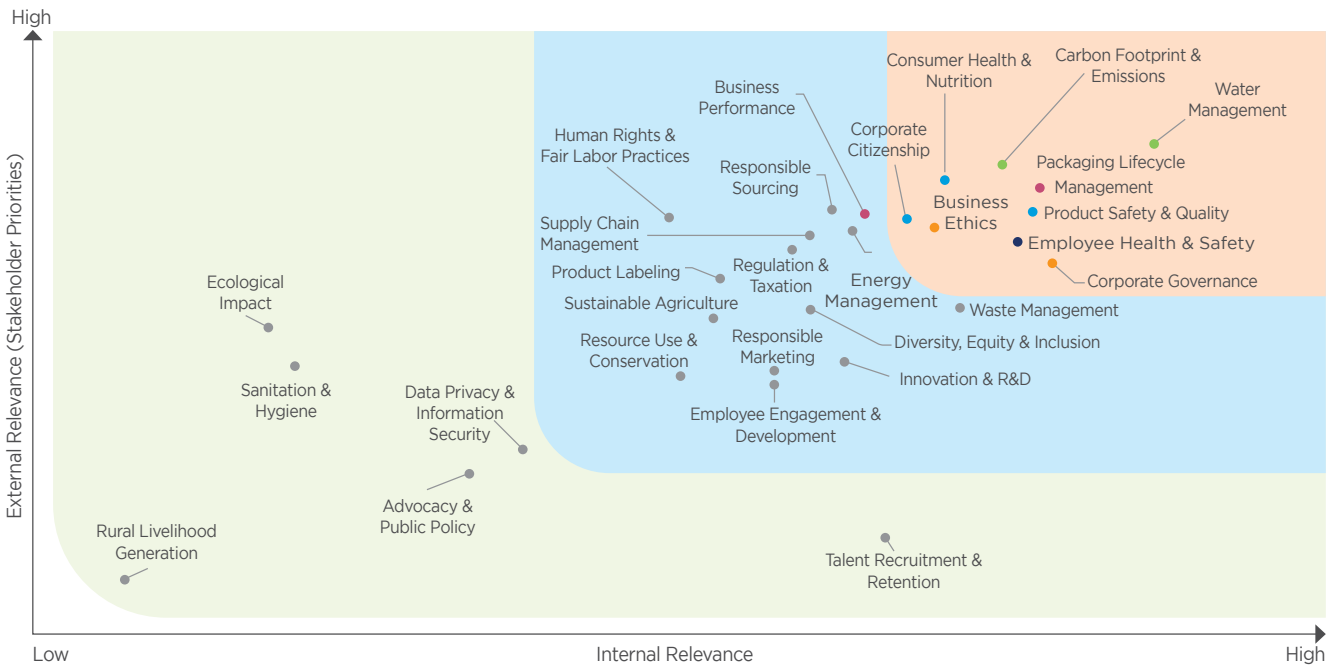 High
External Relevance (Stakeholder Priorities)
Consumer Health &
Nutrition
Carbon Footprint &
Emissions
Water
Management
Business
Performance
Corporate
Citizenship
Human Rights &
Fair Labor Practices
Responsible
Sourcing
Packaging Lifecycle
Management
Business
Ethics
Product Safety & Quality
Supply Chain
Management
Employee Health & Safety
Product Labeling
Regulation &
Taxation
Energy
Management
Corporate Governance
Ecological
Impact
Sustainable Agriculture
Waste Management
Resource Use &
Conservation
Responsible
Marketing
Diversity, Equity & Inclusion
Innovation & R&D
Sanitation &
Hygiene
Data Privacy &
Information
Security
Employee Engagement &
Development
Advocacy &
Public Policy
Rural Livelihood
Generation
Talent Recruitment &
Retention
Low
Internal Relevance
High